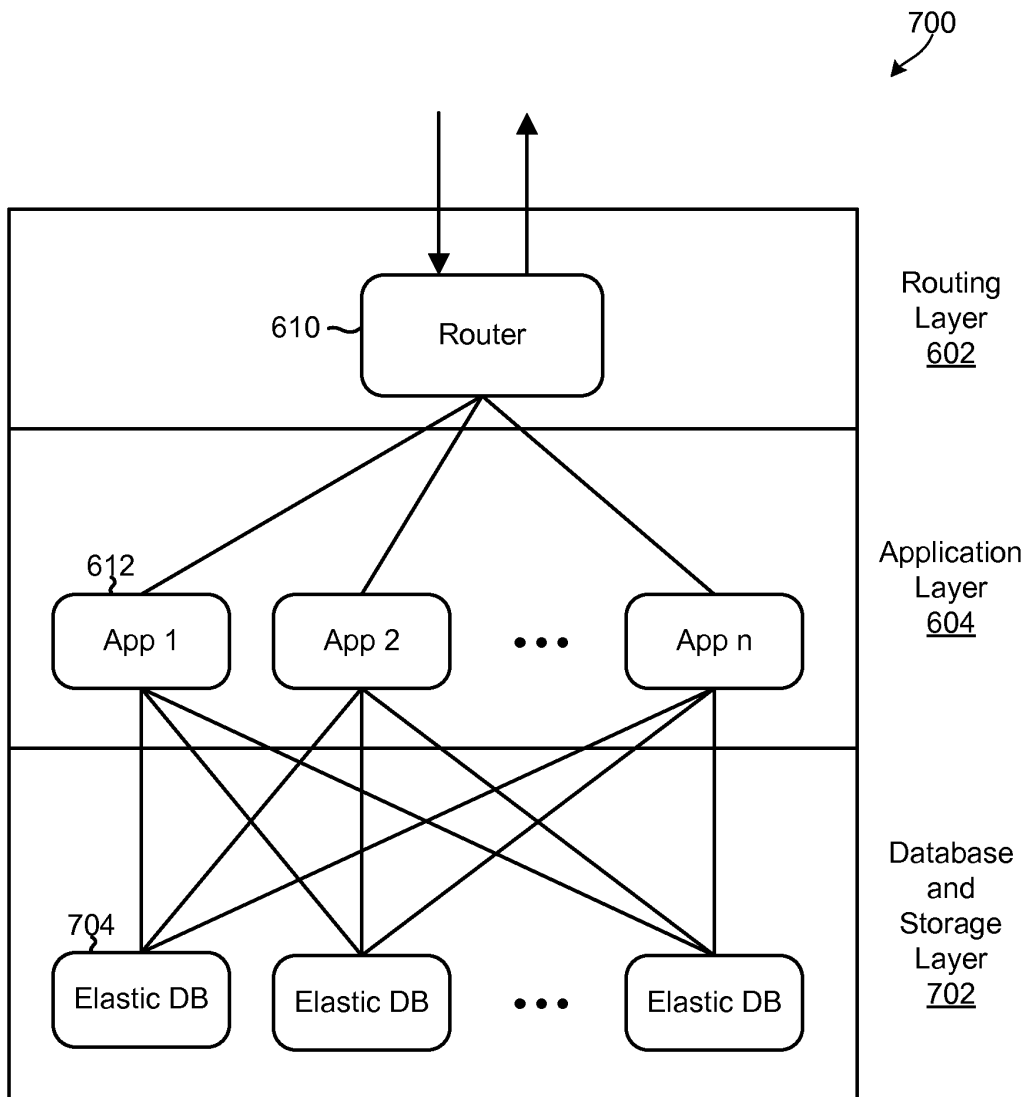 700
610
Router
Routing
Layer
602
612
App 1
App 2
App n
Application
Layer
604
704
Elastic DB
Elastic DB
Elastic DB
Database
and
Storage
Layer
702